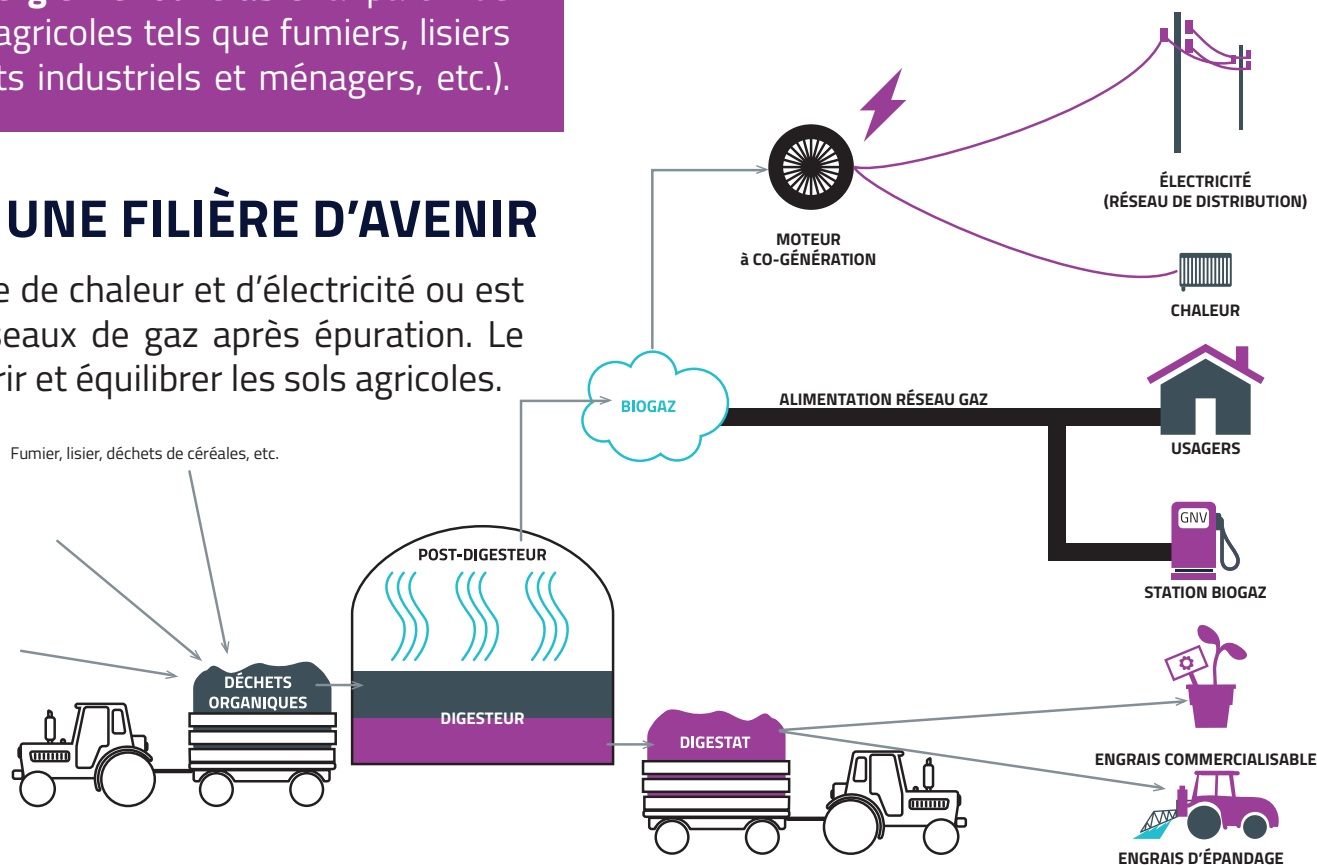 agricoles tels que fumiers, lisiers
industriels et ménagers, etc.).
UNE FILIÈRE D'AVENIR
de chaleur et d'électricité ou est
de gaz après épuration. Le
et équilibrer les sols agricoles.
Fumier, lisier, déchets de céréales, etc.
DÉCHETS
ORGANIQUES
POST-DIGESTEUR
DIGESTEUR
DIGESTAT
BIOGAZ
MOTEUR
à CO-GÉNÉRATION
ÉLECTRICITÉ
(RÉSEAU DE DISTRIBUTION)
CHALEUR
ALIMENTATION RÉSEAU GAZ
USAGERS
GNV
STATION BIOGAZ
ENGRAIS COMMERCIALISABLE
ENGRAIS D'ÉPANDAGE